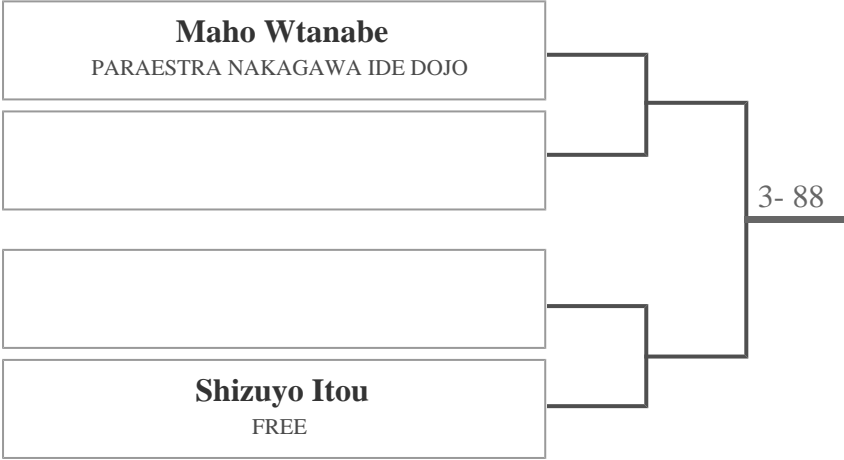 Maho Wtanabe
PARAESTRA NAKAGAWA IDE DOJO
3- 88
Shizuyo Itou
FREE